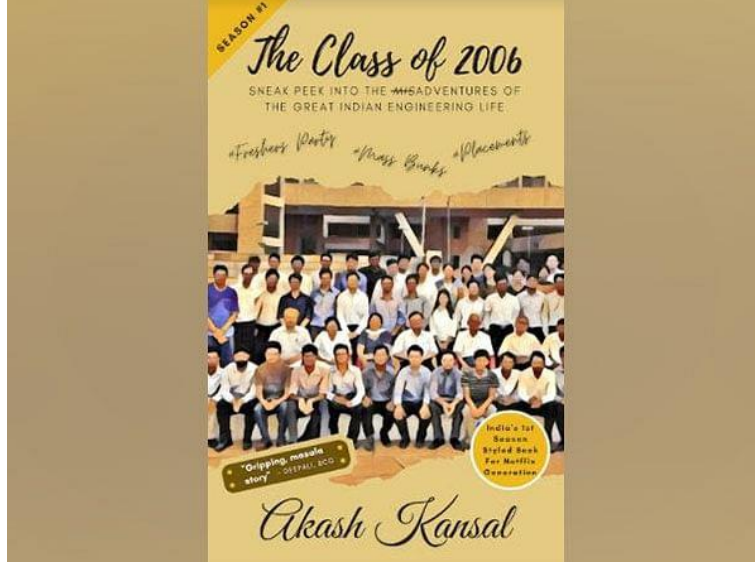 SEASON #1
The Class of 2006
SNEAK PEEK INTO THE MISADVENTURES OF
THE GREAT INDIAN ENGINEERING LIFE
#Freshers Party
#Mass Bunks
#Placements
"Gripping, masala
story" - DEEPALI, BCG
India's 1st
Season
Styled Book
For Netflix
Generation
Akash Kansal